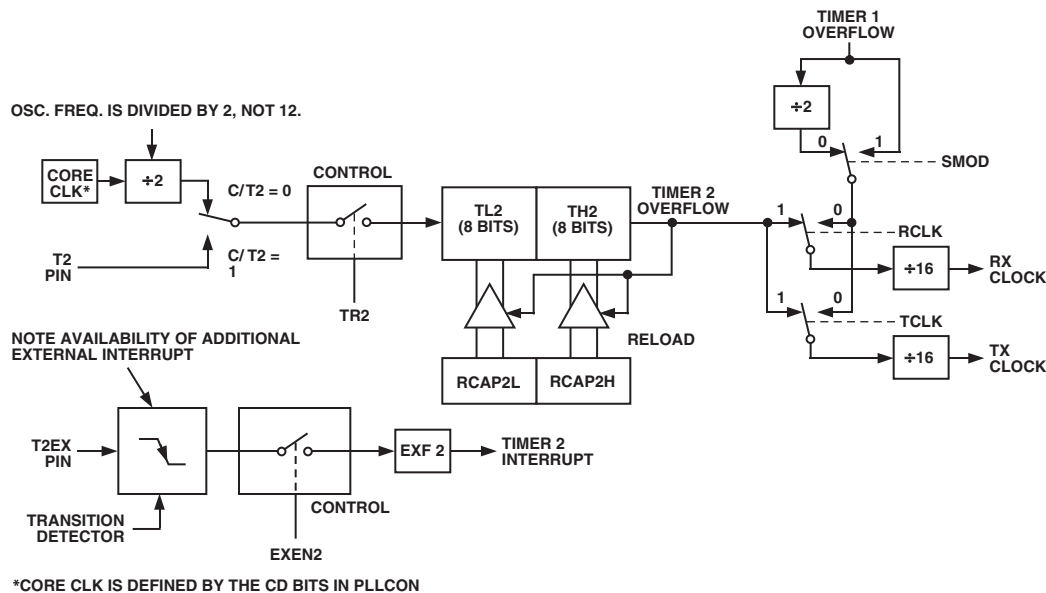 TIMER 1
OVERFLOW
÷2
0
1
SMOD
OSC. FREQ. IS DIVIDED BY 2, NOT 12.
CORE
CLK*
÷2
C/T2 = 0
CONTROL
TL2
(8 BITS)
TH2
(8 BITS)
TIMER 2
OVERFLOW
1
0
RCLK
T2
PIN
C/ T2 =
1
÷16
RX
CLOCK
TR2
1
0
TCLK
RELOAD
NOTE AVAILABILITY OF ADDITIONAL
EXTERNAL INTERRUPT
RCAP2L
RCAP2H
÷16
TX
CLOCK
T2EX
PIN
EXF 2
TIMER 2
INTERRUPT
CONTROL
TRANSITION
DETECTOR
EXEN2
*CORE CLK IS DEFINED BY THE CD BITS IN PLLCON